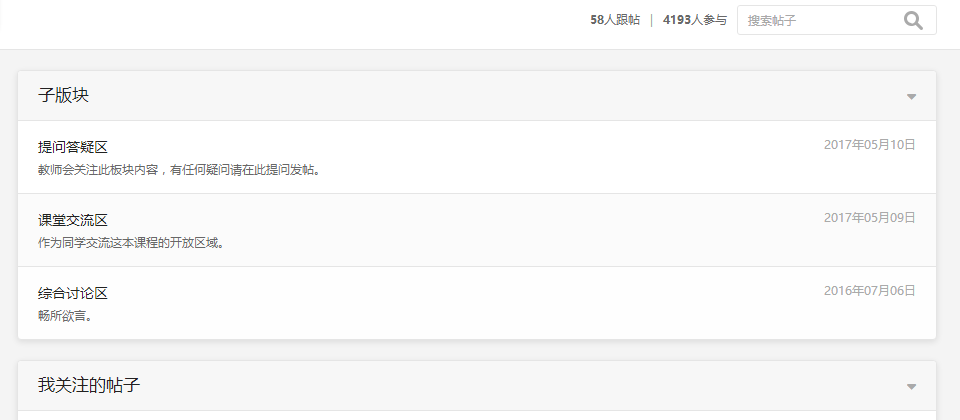 58人跟帖 | 4193人参与 搜索帖子
子版块
提问答疑区 2017年05月10日
教师会关注此板块内容，有任何疑问请在此提问发帖。
课堂交流区 2017年05月09日
作为同学交流这本课程的开放区域。
综合讨论区 2016年07月06日
畅所欲言。
我关注的帖子